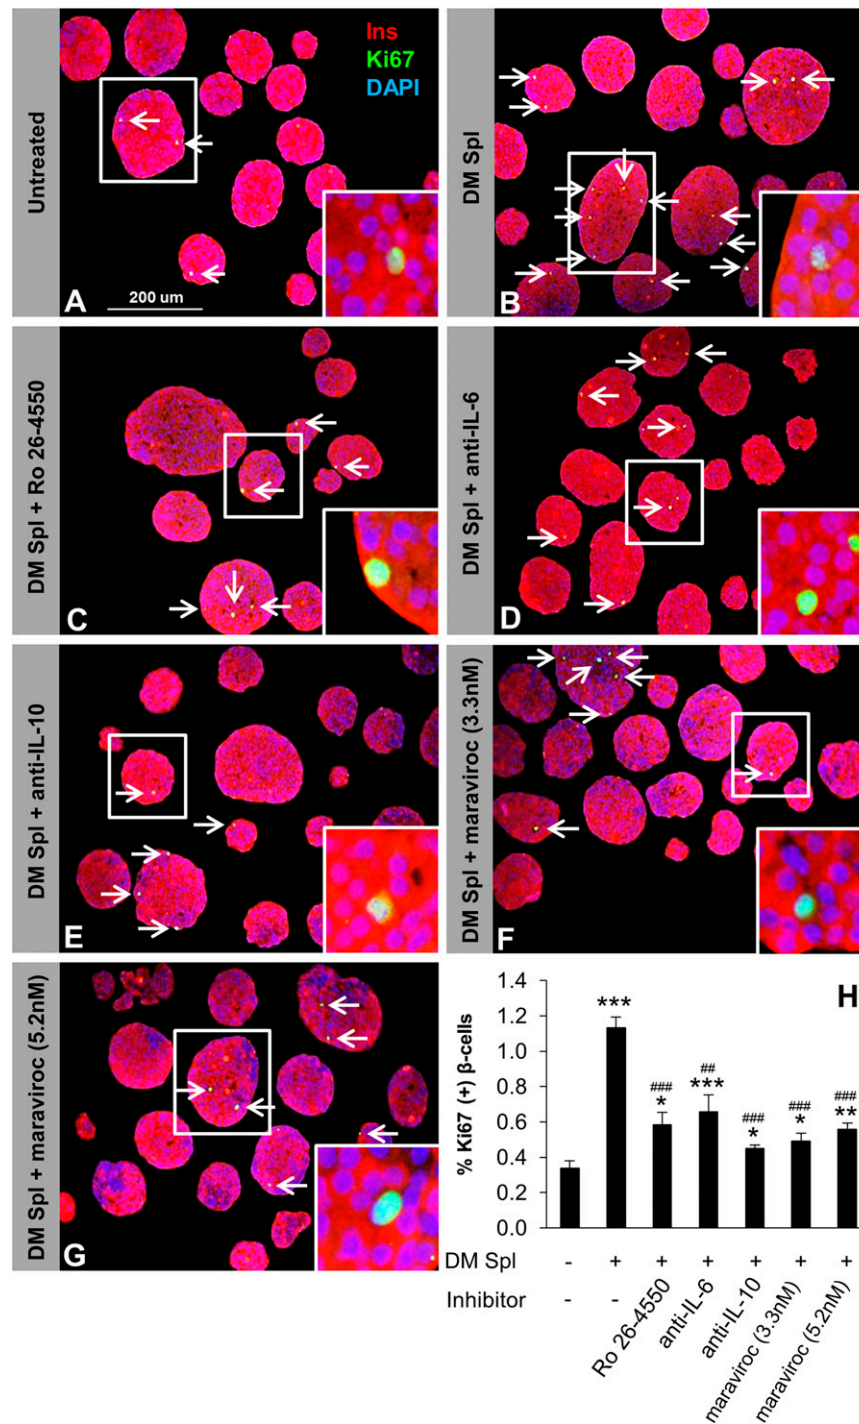 Untreated
Ins
Ki67
DAPI
A
200 um
DM Spl
B
DM Spl + Ro 26-4550
C
DM Spl + anti-IL-6
D
DM Spl + anti-IL-10
E
DM Spl + maraviroc (3.3nM)
F
DM Spl + maraviroc (5.2nM)
G
H
% Ki67 (+) β-cells
1.4
1.2
1.0
0.8
0.6
0.4
0.2
0.0
***
### ## ### ### ###
* *** * * **
DM Spl - + + + + + +
Inhibitor - - Ro 26-4550 anti-IL-6 anti-IL-10 maraviroc (3.3nM) maraviroc (5.2nM)